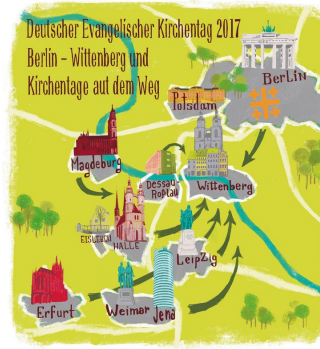 Deutscher Evangelischer Kirchentag 2017
Berlin – Wittenberg und
Kirchentage auf dem Weg
Berlin
Potsdam
Magdeburg
Dessau-
Roßlau
Wittenberg
EISLEBEN
HALLE
Leipzig
Erfurt
Weimar
Jena